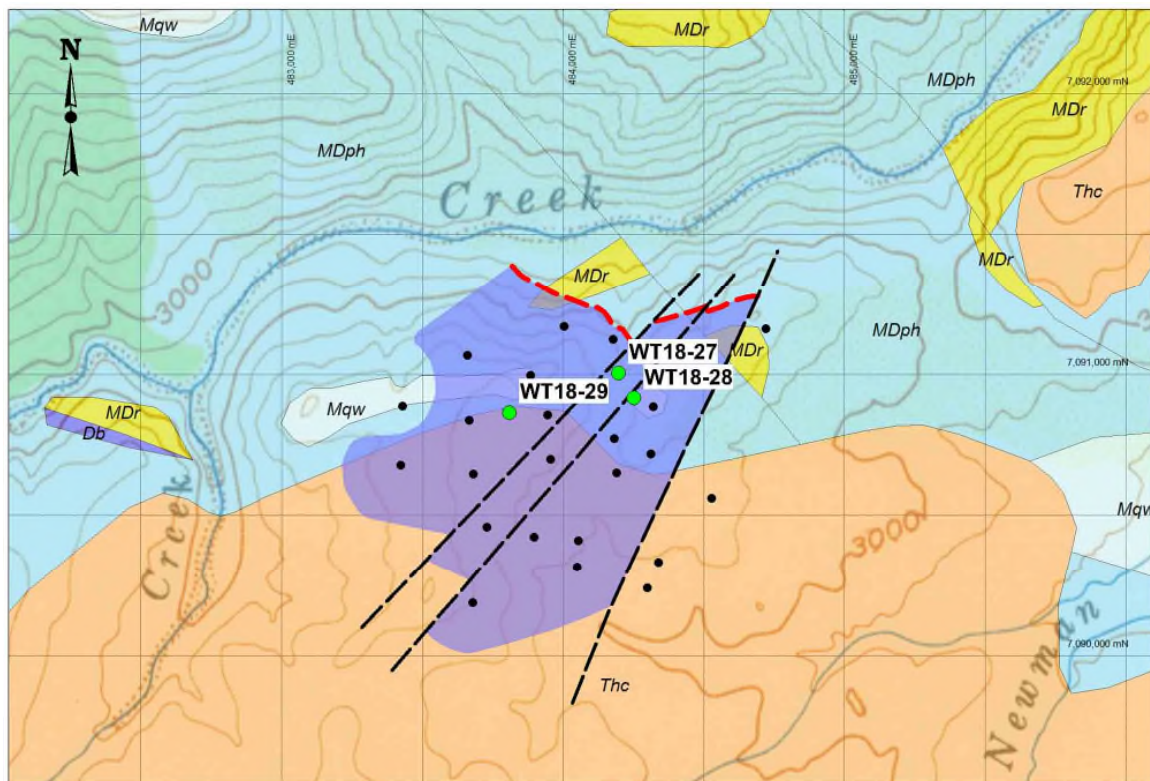 Mqw
MDr
N
483,000 mE
484,000 mE
485,000 mE
MDph
7,092,000 mN
MDr
MDph
Thc
Creek
3000
MDr
MDph
WT18-27
MDr
7,091,000 mN
WT18-28
WT18-29
Mqw
MDr
Db
Mqw
3000
Creek
Newman
7,090,000 mN
Thc